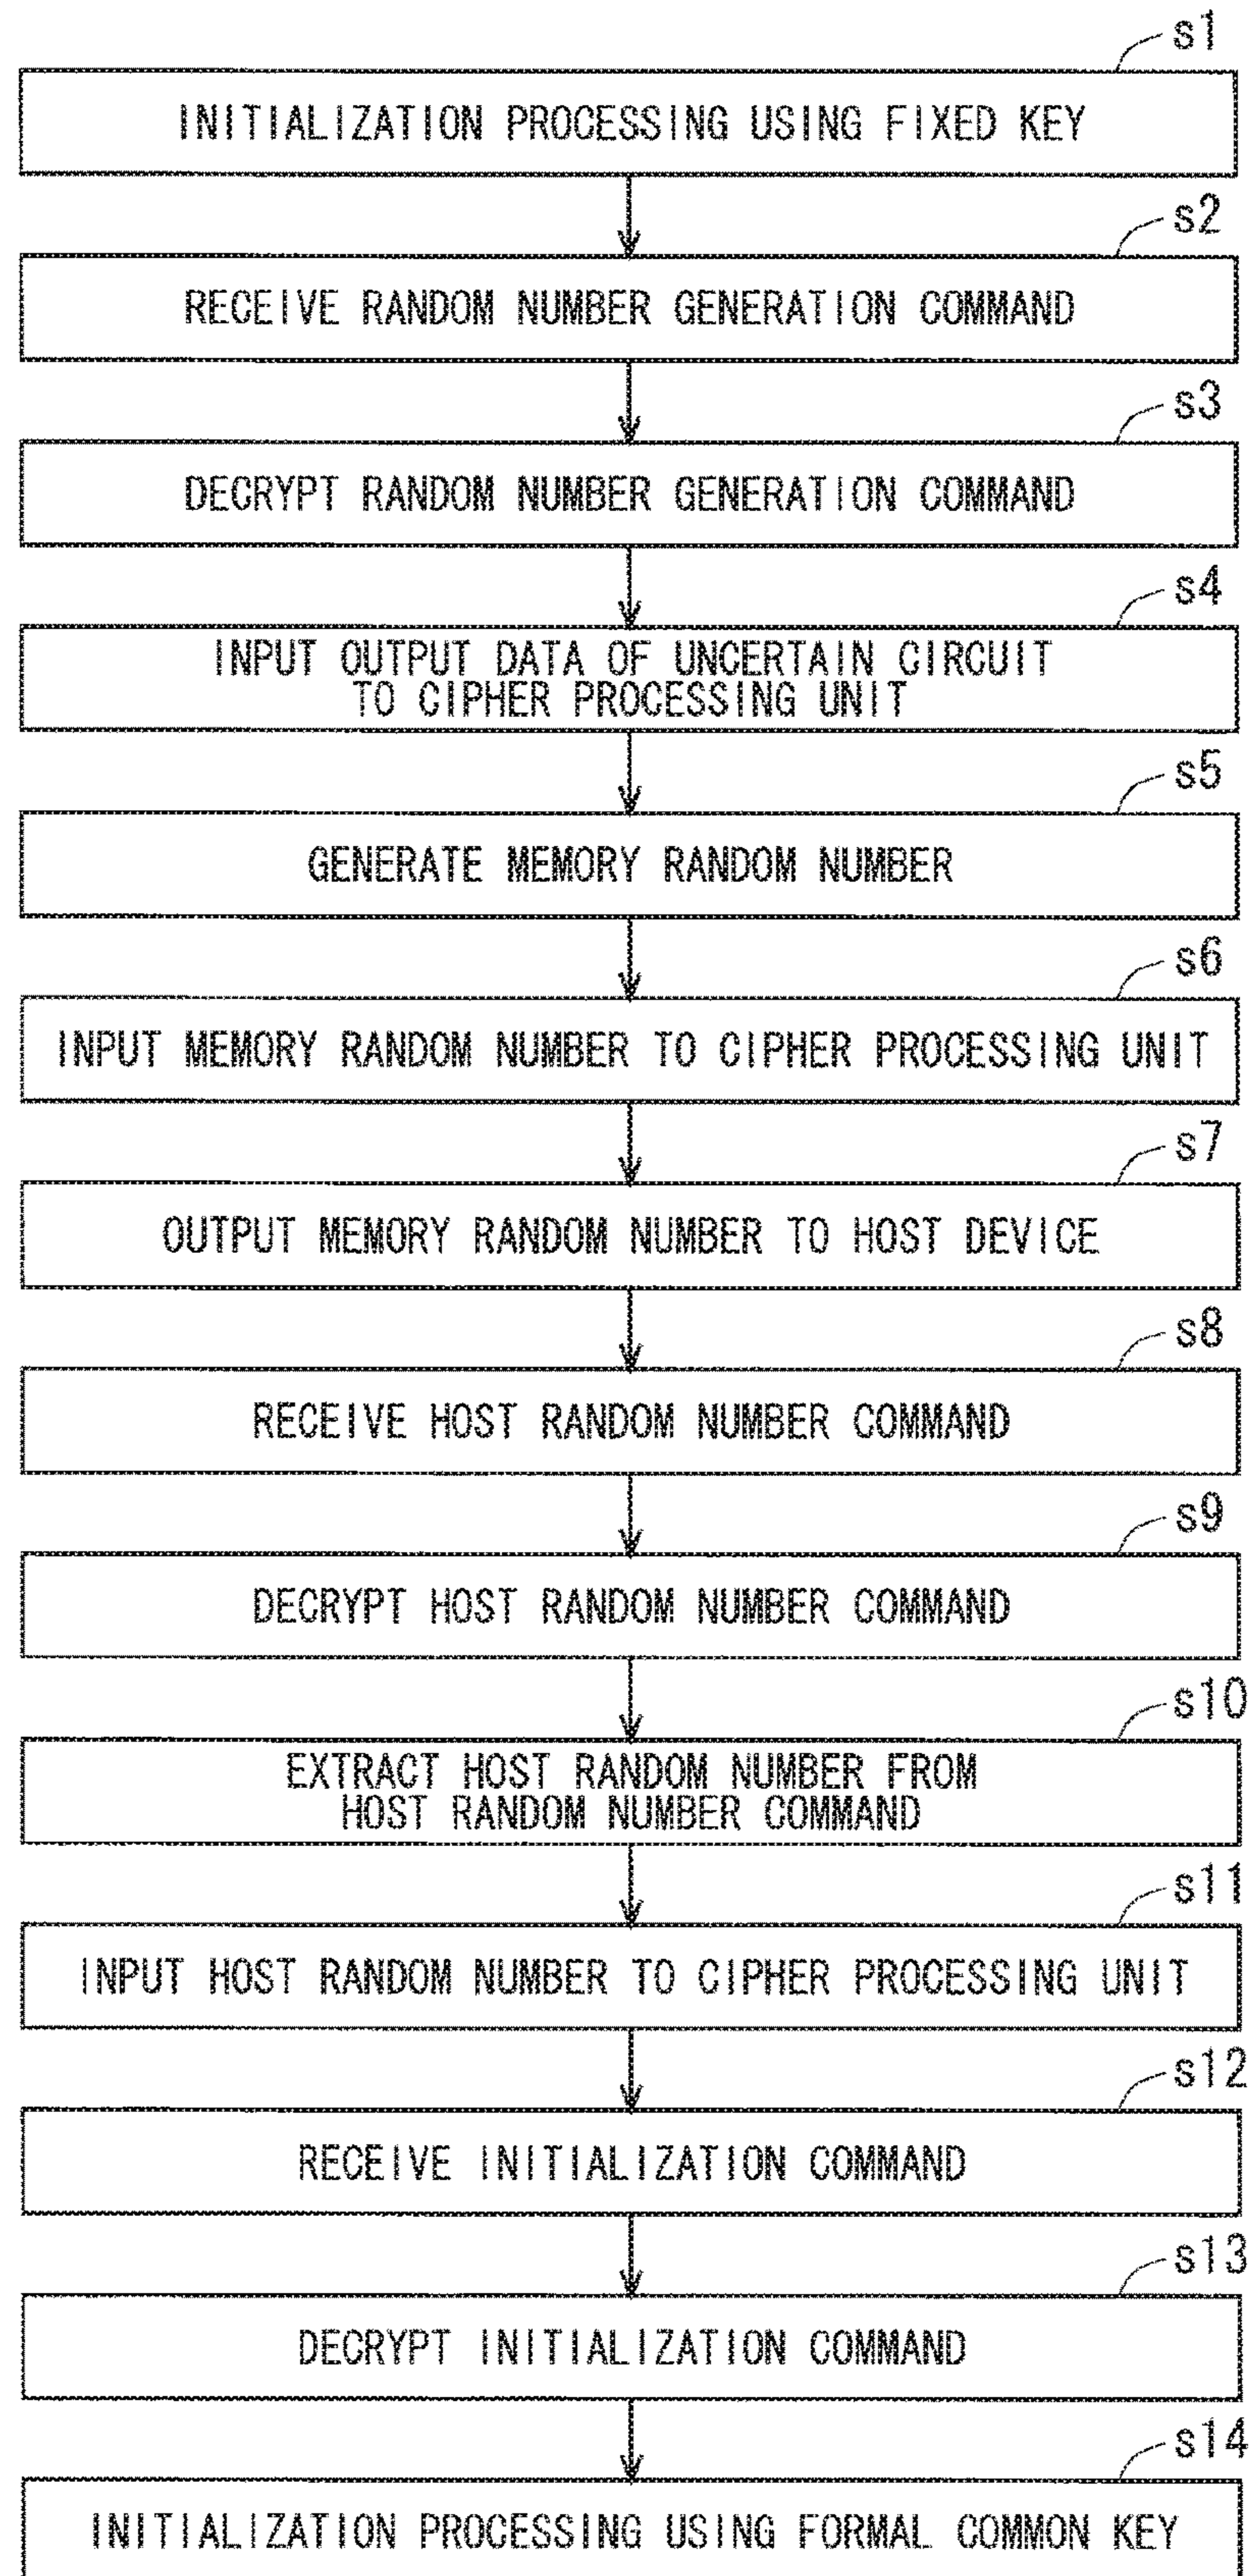 s1
INITIALIZATION PROCESSING USING FIXED KEY
s2
RECEIVE RANDOM NUMBER GENERATION COMMAND
s3
DECRYPT RANDOM NUMBER GENERATION COMMAND
s4
INPUT OUTPUT DATA OF UNCERTAIN CIRCUIT
TO CIPHER PROCESSING UNIT
s5
GENERATE MEMORY RANDOM NUMBER
s6
INPUT MEMORY RANDOM NUMBER TO CIPHER PROCESSING UNIT
s7
OUTPUT MEMORY RANDOM NUMBER TO HOST DEVICE
s8
RECEIVE HOST RANDOM NUMBER COMMAND
s9
DECRYPT HOST RANDOM NUMBER COMMAND
s10
EXTRACT HOST RANDOM NUMBER FROM
HOST RANDOM NUMBER COMMAND
s11
INPUT HOST RANDOM NUMBER TO CIPHER PROCESSING UNIT
s12
RECEIVE INITIALIZATION COMMAND
s13
DECRYPT INITIALIZATION COMMAND
s14
INITIALIZATION PROCESSING USING FORMAL COMMON KEY